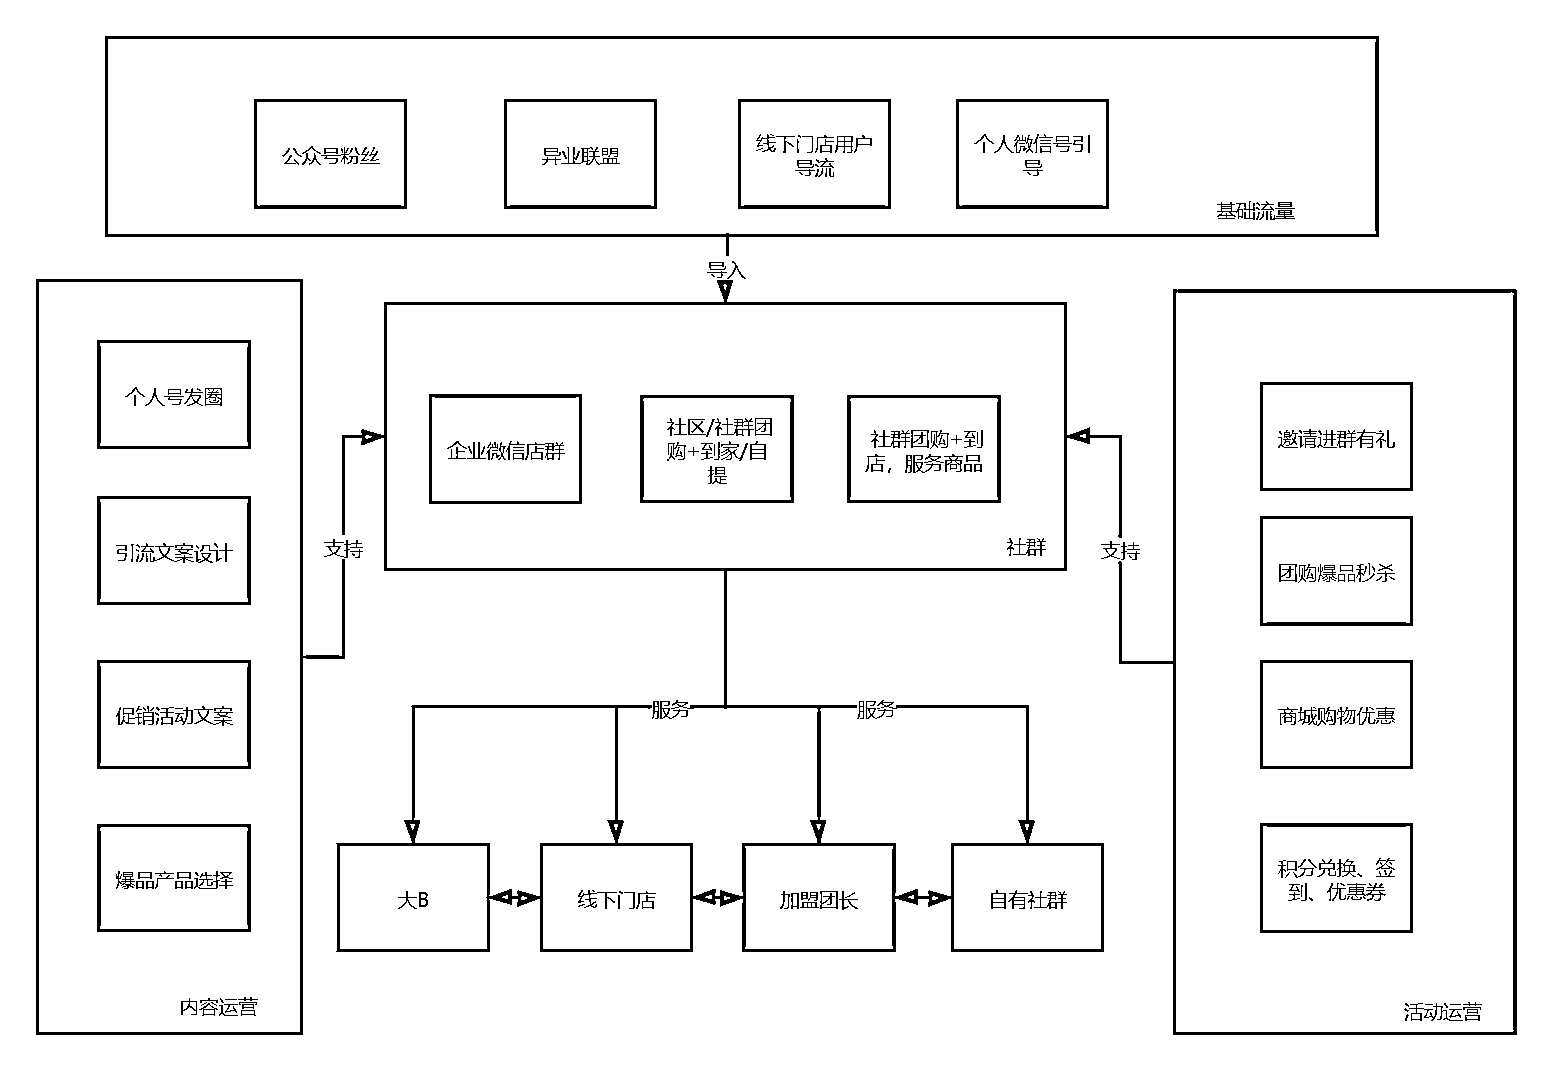 公众号粉丝
异业联盟
线下门店用户
导流
个人微信号引
导
基础流量
导入
个人号发圈
引流文案设计
促销活动文案
爆品产品选择
内容运营
支持
企业微信店群
社区/社群团
购+到家/自
提
社群团购+到
店，服务商品
社群
支持
邀请进群有礼
团购爆品秒杀
商城购物优惠
积分兑换、签
到、优惠券
活动运营
服务
服务
大B
线下门店
加盟团长
自有社群